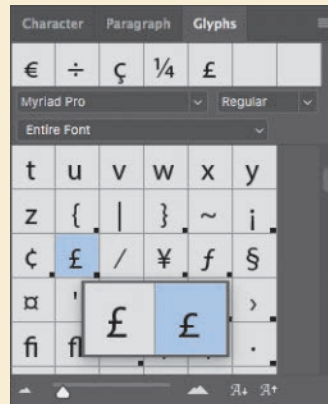 Character Paragraph Glyphs
€ ÷ ç ¼ £
Myriad Pro Regular
Entire Font
t u v w x y
z { | } ~ ¡
¢ £ ⁄ ¥ ƒ §
¤ ' ›
£ £
fi fl ·